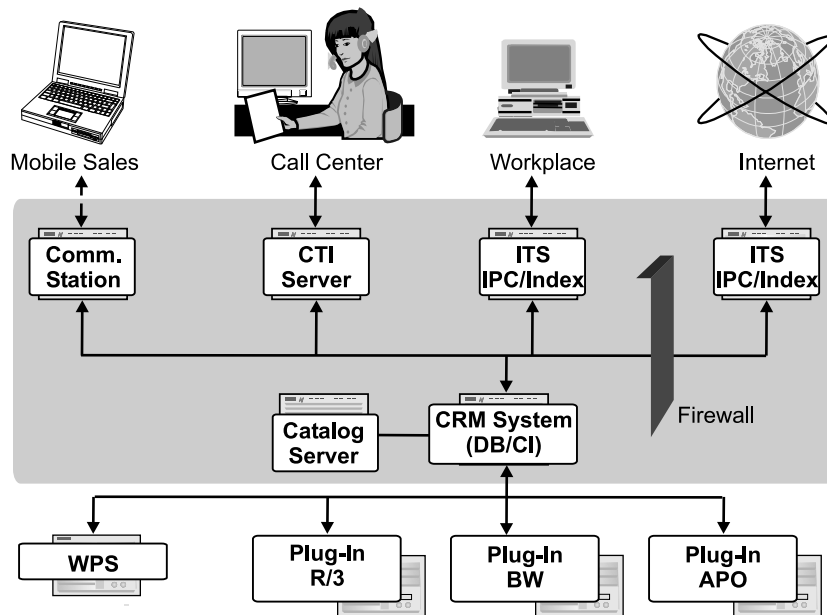 Mobile Sales
Call Center
Workplace
Internet
Comm.
Station
CTI
Server
ITS
IPC/Index
ITS
IPC/Index
Firewall
Catalog
Server
CRM System
(DB/CI)
WPS
Plug-In
R/3
Plug-In
BW
Plug-In
APO